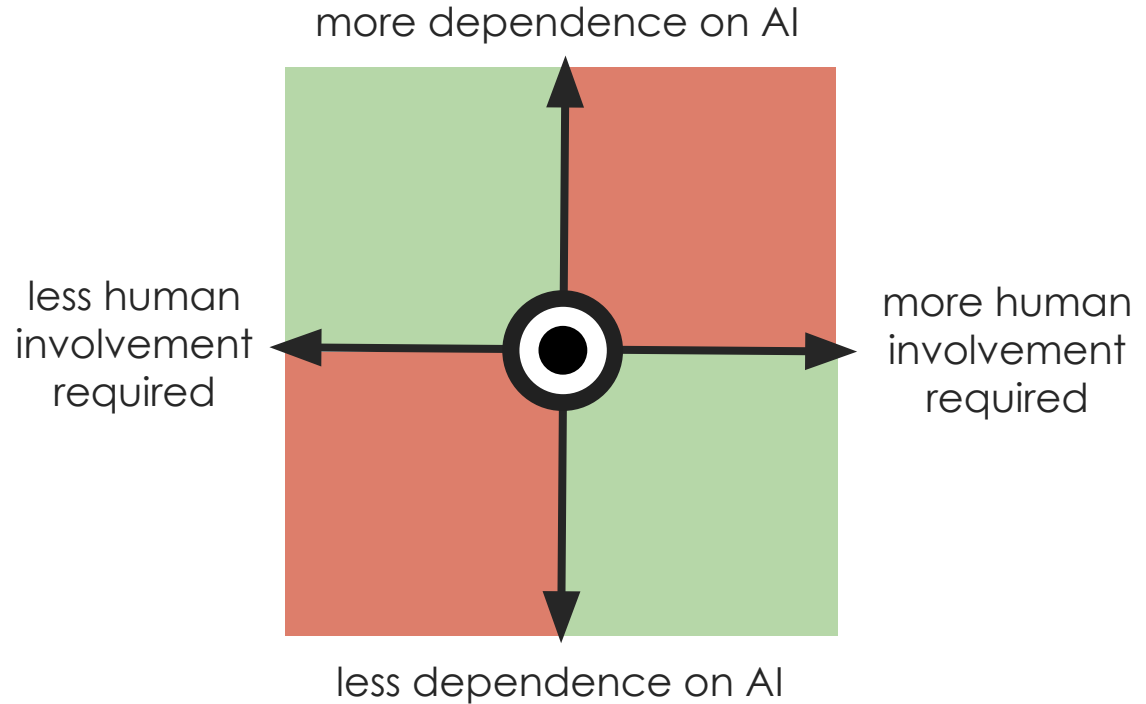 more dependence on AI
less human
involvement
required
more human
involvement
required
less dependence on AI